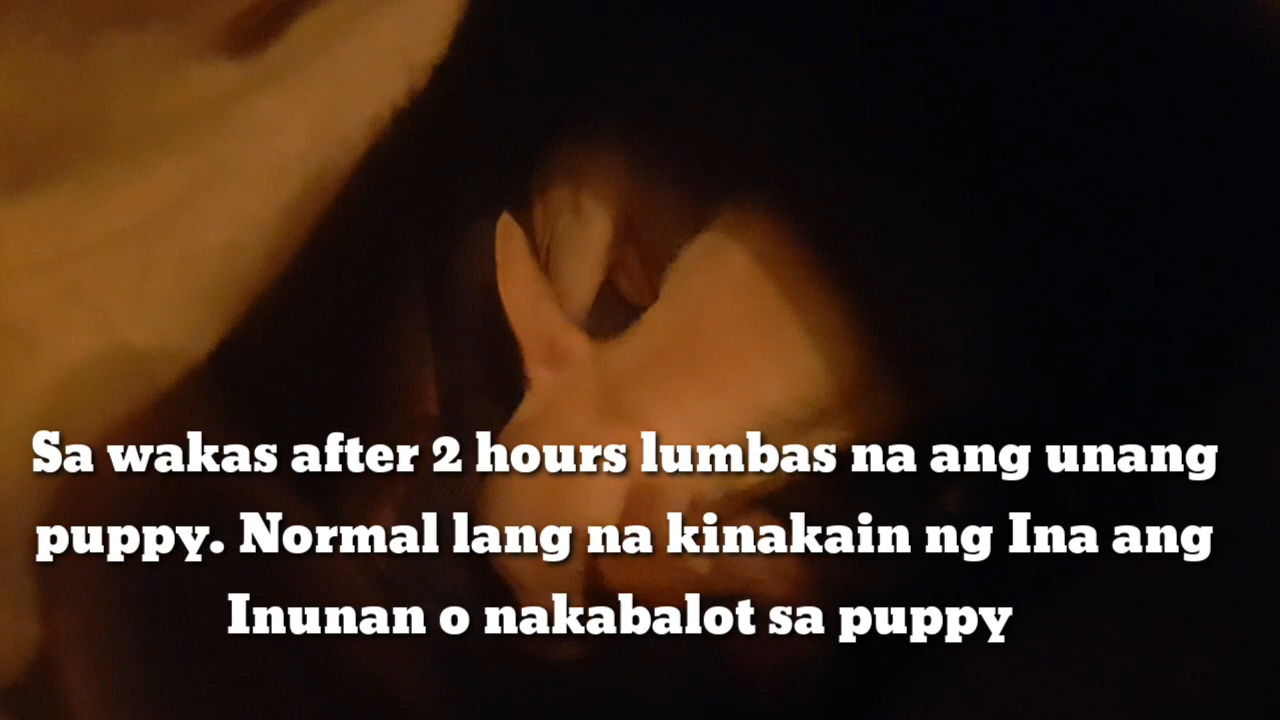 Sa wakas after 2 hours lumbas na ang unang
puppy. Normal lang na kinakain ng Ina ang
Inunan o nakabalot sa puppy